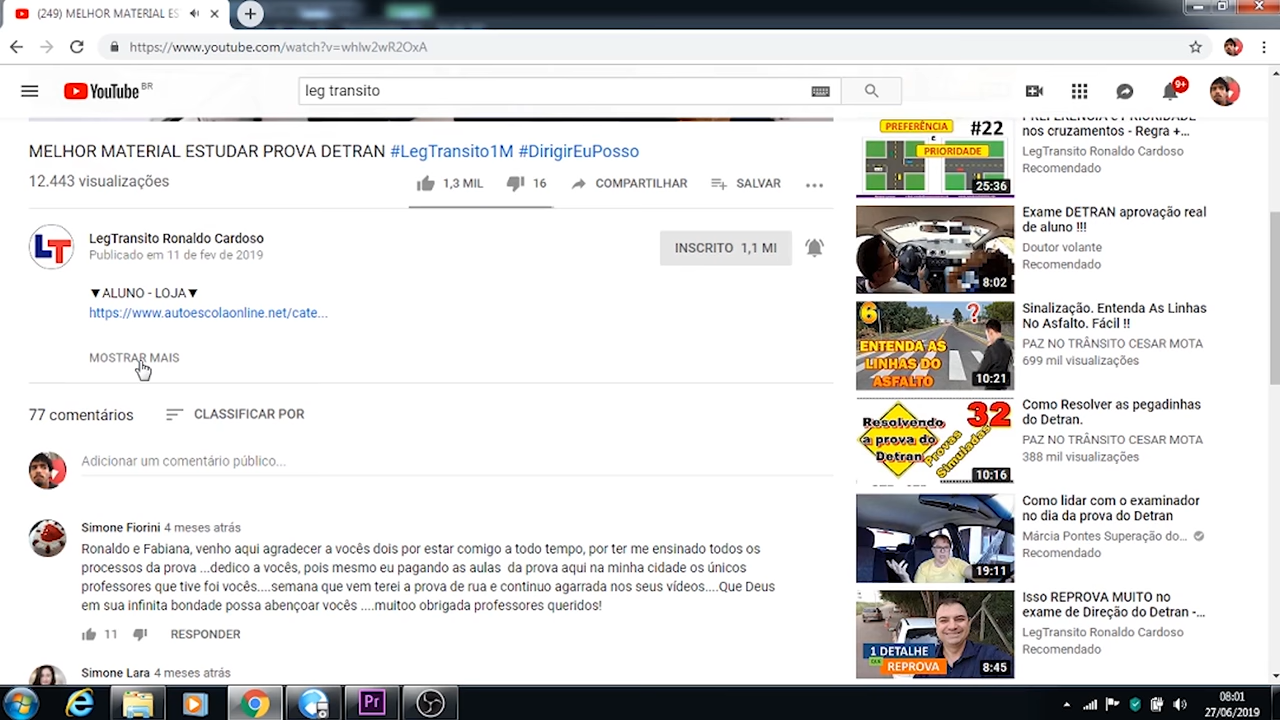 (249) MELHOR MATERIAL ES
https://www.youtube.com/watch?v=whlw2wR2OxA
YouTube BR
leg transito
9+
MELHOR MATERIAL ESTUDAR PROVA DETRAN #LegTransito1M #DirigirEuPosso
12.443 visualizações
1,3 MIL
16
COMPARTILHAR
SALVAR
LT
LegTransito Ronaldo Cardoso
Publicado em 11 de fev de 2019
INSCRITO 1,1 MI
▼ALUNO - LOJA▼
https://www.autoescolaonline.net/cate...
MOSTRAR MAIS
77 comentários
CLASSIFICAR POR
Adicionar um comentário público...
Simone Fiorini 4 meses atrás
Ronaldo e Fabiana, venho aqui agradecer a vocês dois por estar comigo a todo tempo, por ter me ensinado todos os
processos da prova ...dedico a vocês, pois mesmo eu pagando as aulas da prova aqui na minha cidade os únicos
professores que tive foi vocês....semana que vem terei a prova de rua e continuo agarrada nos seus vídeos....Que Deus
em sua infinita bondade possa abençoar vocês ....muitoo obrigada professores queridos!
11
RESPONDER
Simone Lara 4 meses atrás
PREFERÊNCIA
e
PRIORIDADE
#22
25:36
PREFERÊNCIA e PRIORIDADE
nos cruzamentos - Regra +...
LegTransito Ronaldo Cardoso
Recomendado
8:02
Exame DETRAN aprovação real
de aluno !!!
Doutor volante
Recomendado
6
?
ENTENDA AS
LINHAS DO
ASFALTO
10:21
Sinalização. Entenda As Linhas
No Asfalto. Fácil !!
PAZ NO TRÂNSITO CESAR MOTA
699 mil visualizações
Resolvendo
a prova do
Detran
32
Provas
Simuladas
10:16
Como Resolver as pegadinhas
do Detran.
PAZ NO TRÂNSITO CESAR MOTA
388 mil visualizações
19:11
Como lidar com o examinador
no dia da prova do Detran
Márcia Pontes Superação do...
Recomendado
1 DETALHE
QUE
REPROVA
8:45
Isso REPROVA MUITO no
exame de Direção do Detran -...
LegTransito Ronaldo Cardoso
Recomendado
Pr
08:01
27/06/2019